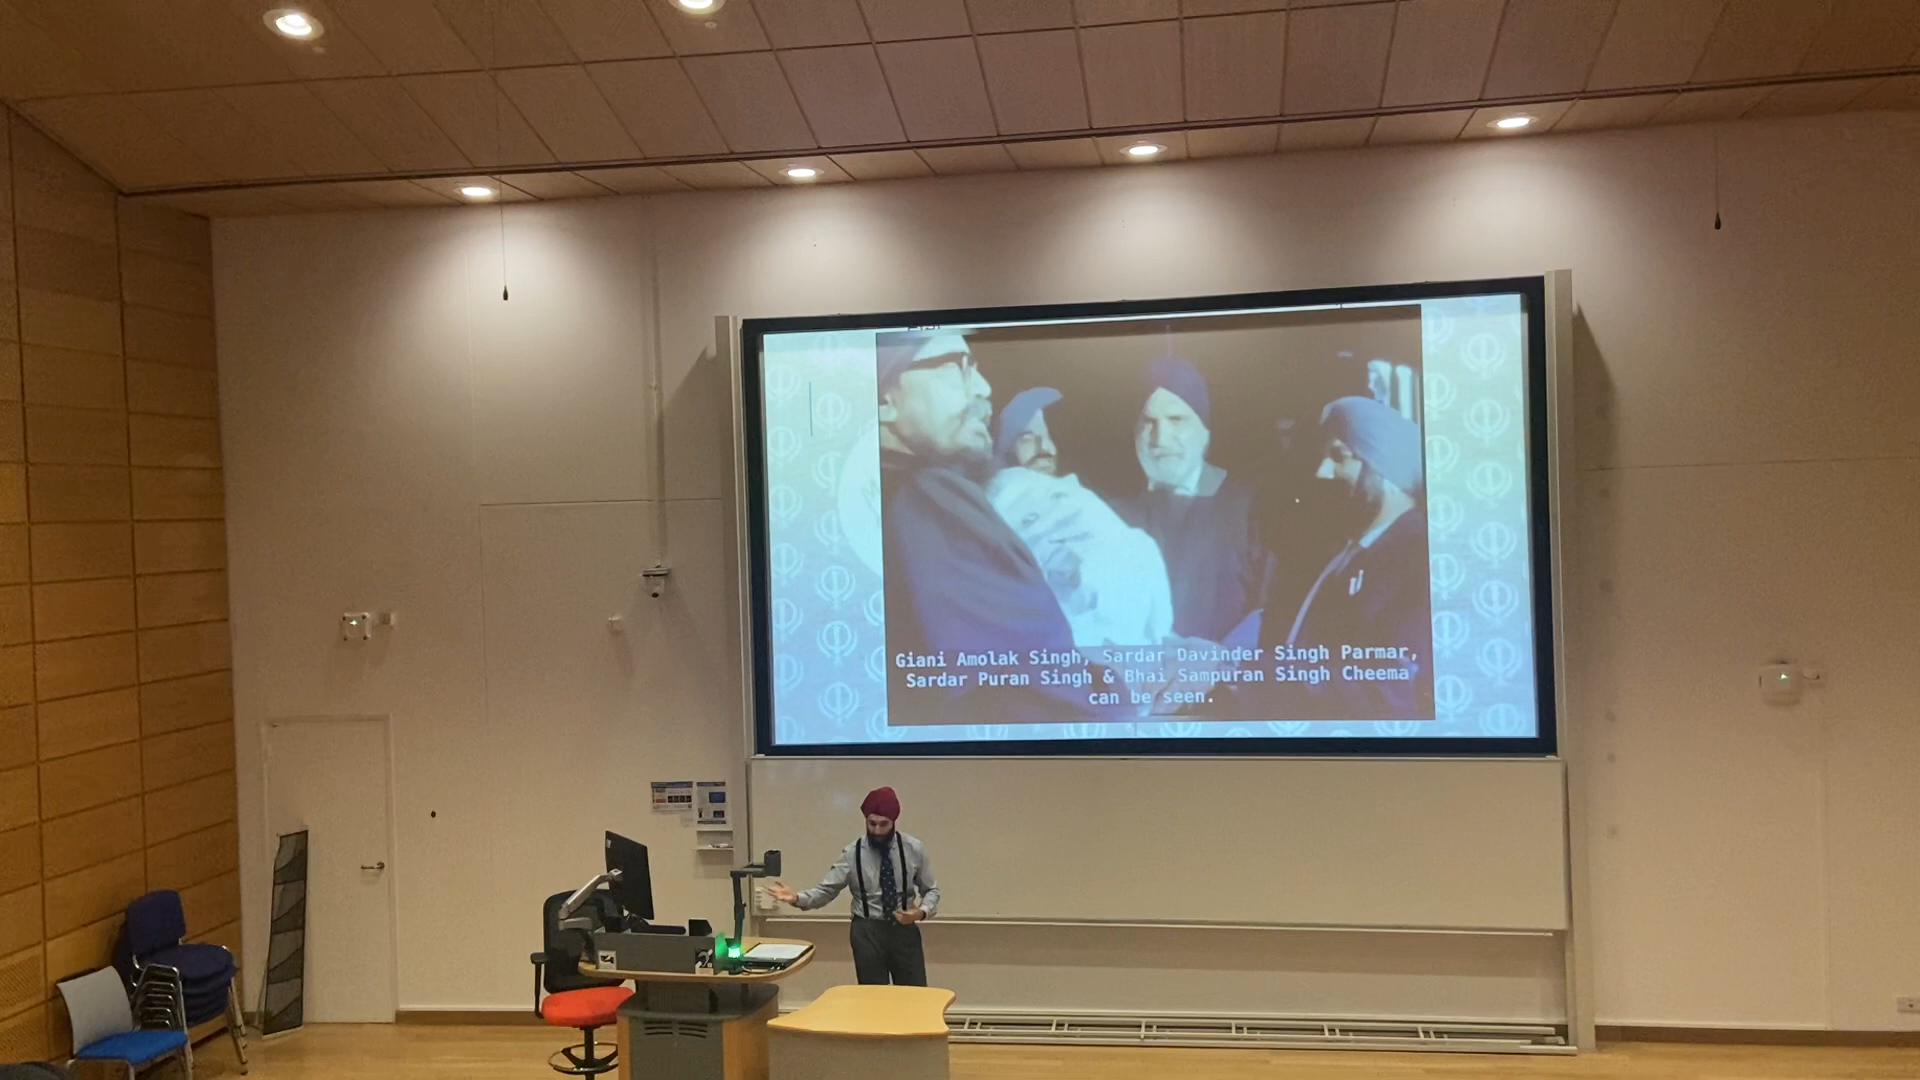 Giani Amolak Singh, Sardar Davinder Singh Parmar,
Sardar Puran Singh & Bhai Sampuran Singh Cheema
can be seen.